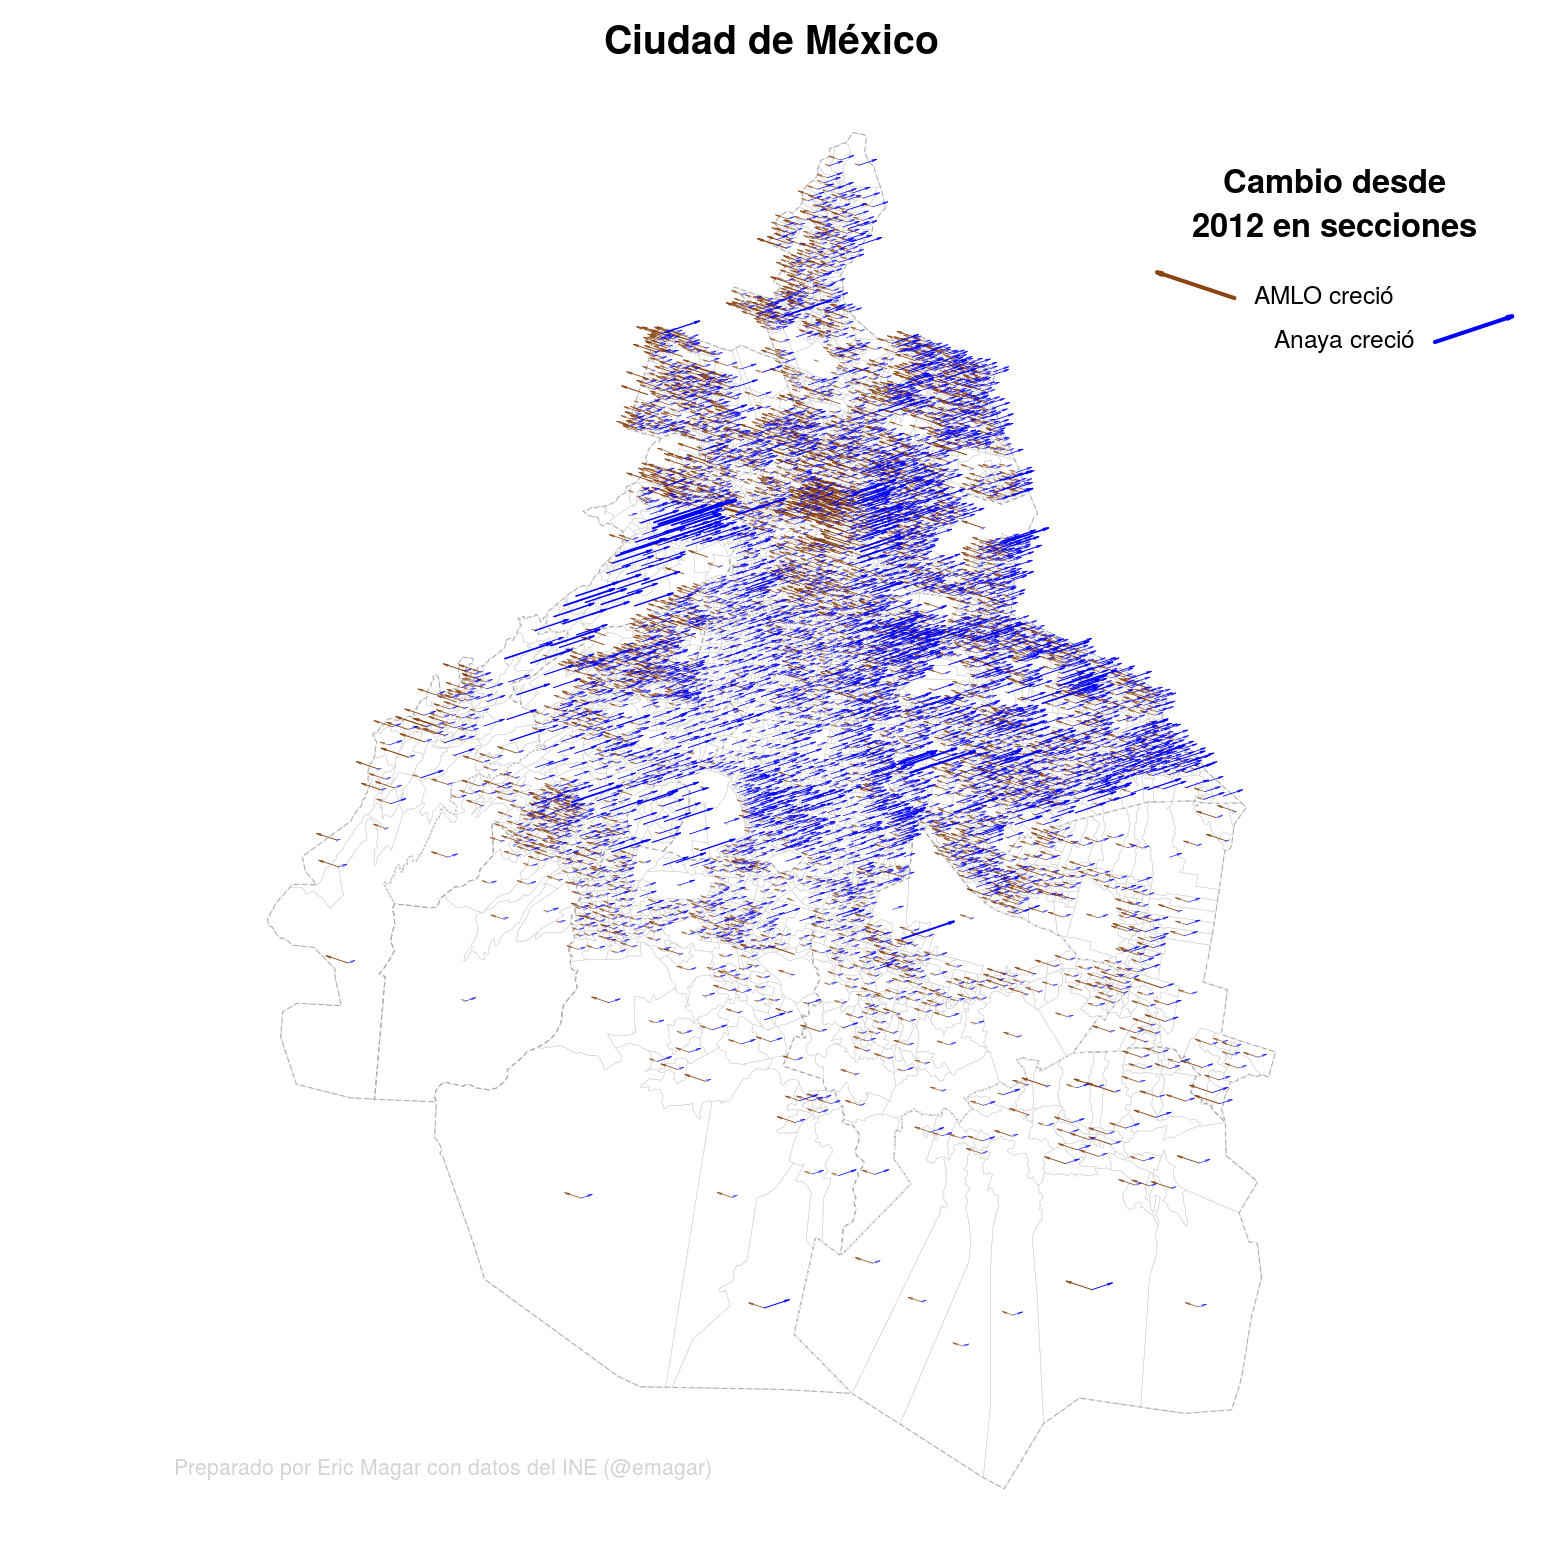 Ciudad de México
Cambio desde
2012 en secciones
AMLO creció
Anaya creció
Preparado por Eric Magar con datos del INE (@emagar)